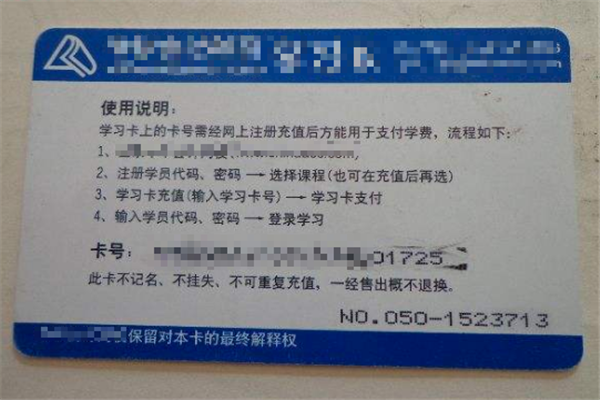 学习
使用说明：
学习卡上的卡号需经网上注册充值后方能用于支付学费，流程如下：
1、
2、注册学员代码、密码 → 选择课程(也可在充值后再选)
3、学习卡充值(输入学习卡号) → 学习卡支付
4、输入学员代码、密码 → 登录学习
卡号： 01725
此卡不记名、不挂失、不可重复充值，一经售出概不退换。
NO.050-1523713
保留对本卡的最终解释权